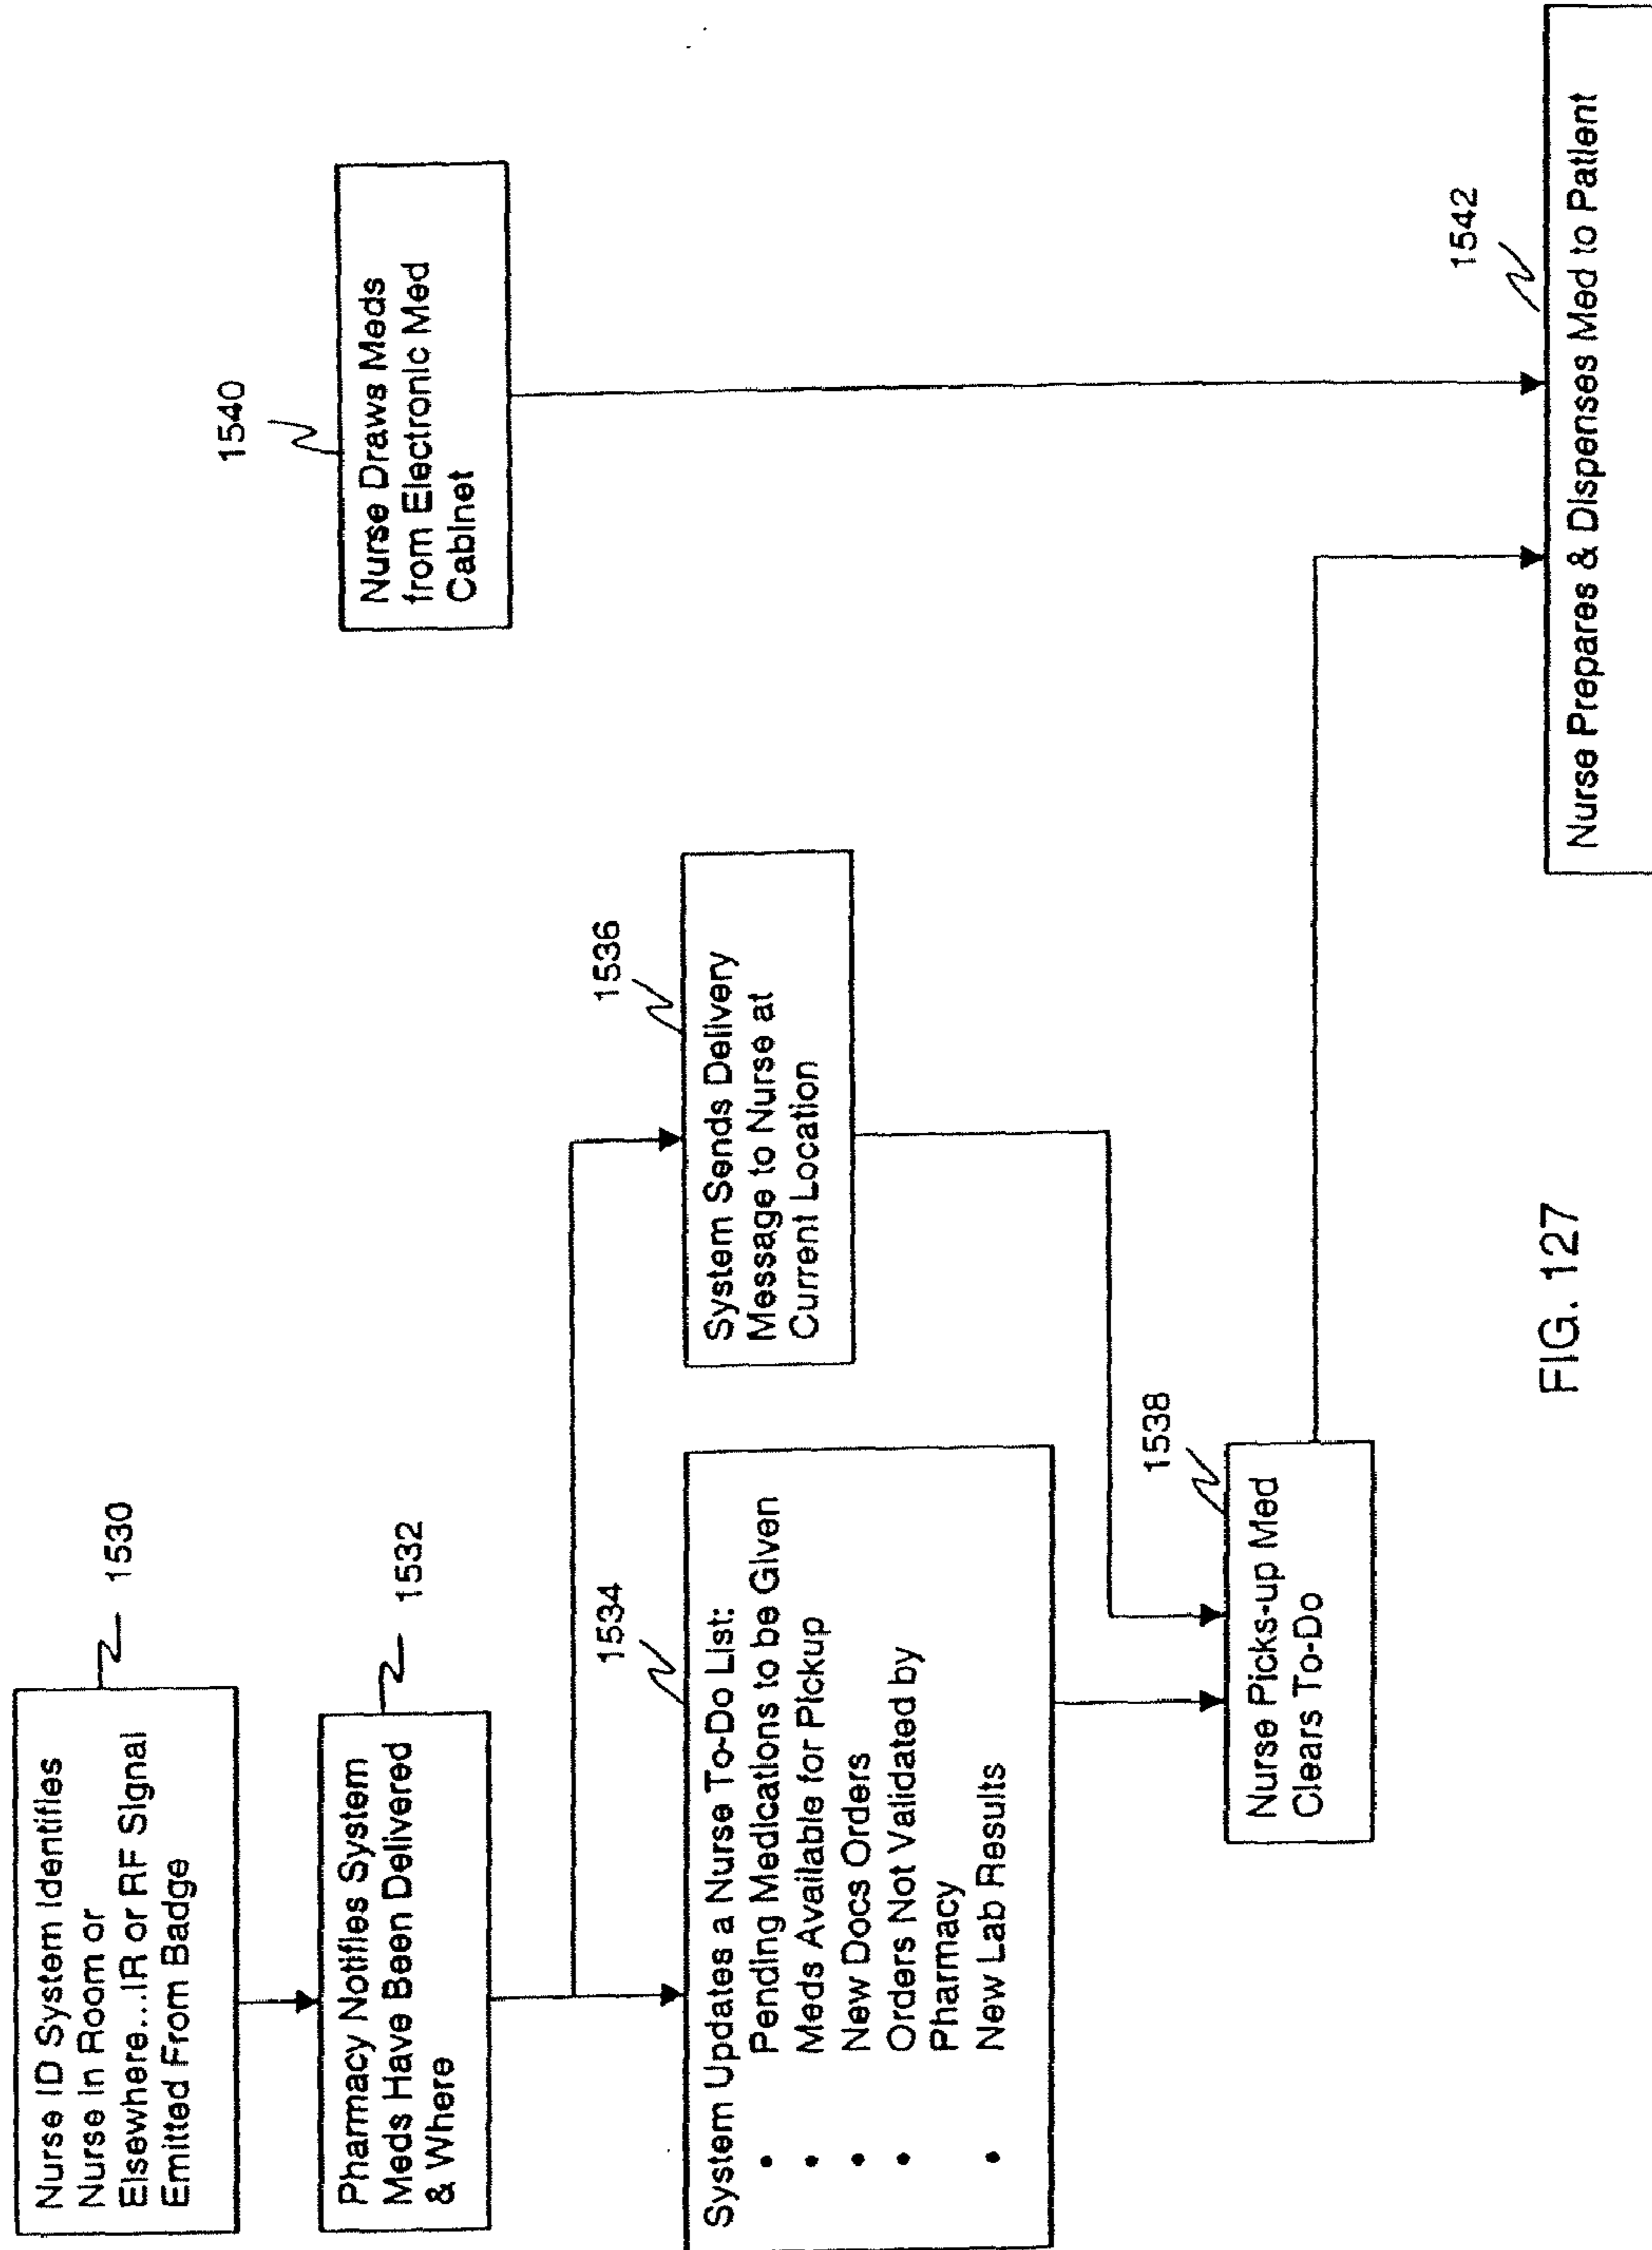 Nurse ID System Identifies
Nurse in Room or
Elsewhere...IR or RF Signal
Emitted From Badge
1530
Pharmacy Notifies System
Meds Have Been Delivered
& Where
1532
System Updates a Nurse To-Do List:
• Pending Medications to be Given
• Meds Available for Pickup
• New Docs Orders
• Orders Not Validated by
Pharmacy
• New Lab Results
1534
System Sends Delivery
Message to Nurse at
Current Location
1536
Nurse Picks-up Med
Clears To-Do
1538
Nurse Draws Meds
from Electronic Med
Cabinet
1540
Nurse Prepares & Dispenses Med to Patient
1542
FIG. 127